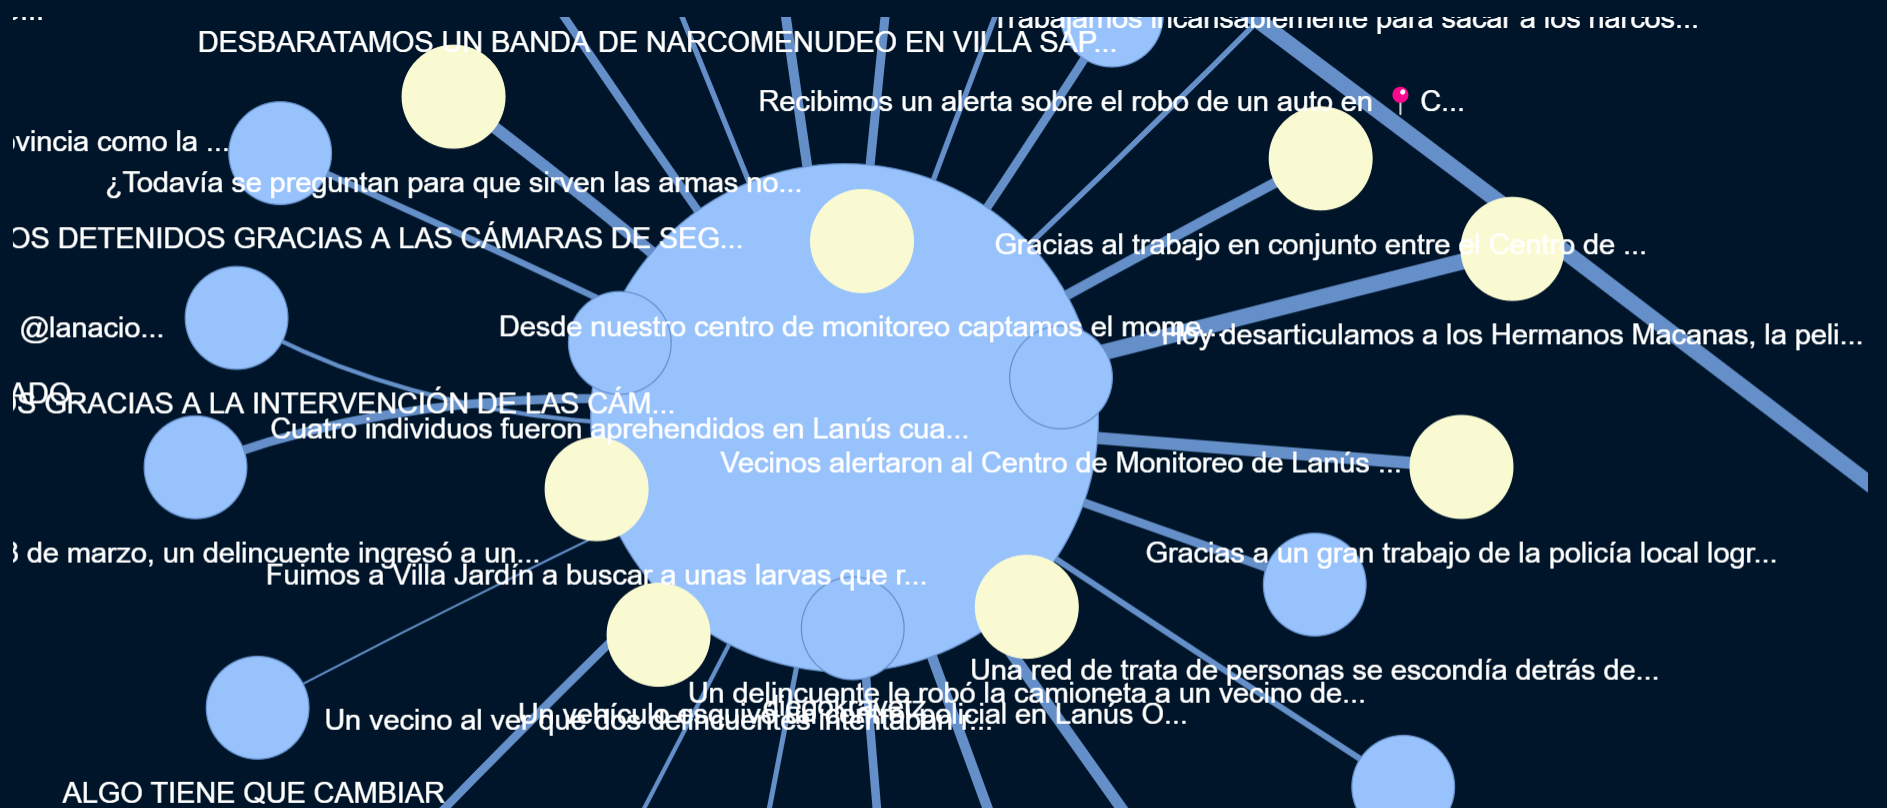 ...
Trabajamos incansablemente para sacar a los narcos...
DESBARATAMOS UN BANDA DE NARCOMENUDEO EN VILLA SAP...
Recibimos un alerta sobre el robo de un auto en 📍 C...
ovincia como la ...
¿Todavía se preguntan para que sirven las armas no...
OS DETENIDOS GRACIAS A LAS CÁMARAS DE SEG...
Gracias al trabajo en conjunto entre el Centro de ...
@lanacio...
Desde nuestro centro de monitoreo captamos el mome...
Hoy desarticulamos a los Hermanos Macanas, la peli...
ADO
OS GRACIAS A LA INTERVENCIÓN DE LAS CÁM...
Cuatro individuos fueron aprehendidos en Lanús cua...
Vecinos alertaron al Centro de Monitoreo de Lanús ...
3 de marzo, un delincuente ingresó a un...
Gracias a un gran trabajo de la policía local logr...
Fuimos a Villa Jardín a buscar a unas larvas que r...
Una red de trata de personas se escondía detrás de...
Un delincuente le robó la camioneta a un vecino de...
diegokravetz
Un vehículo esquivó un control policial en Lanús O...
Un vecino al ver que dos delincuentes intentaban r...
ALGO TIENE QUE CAMBIAR